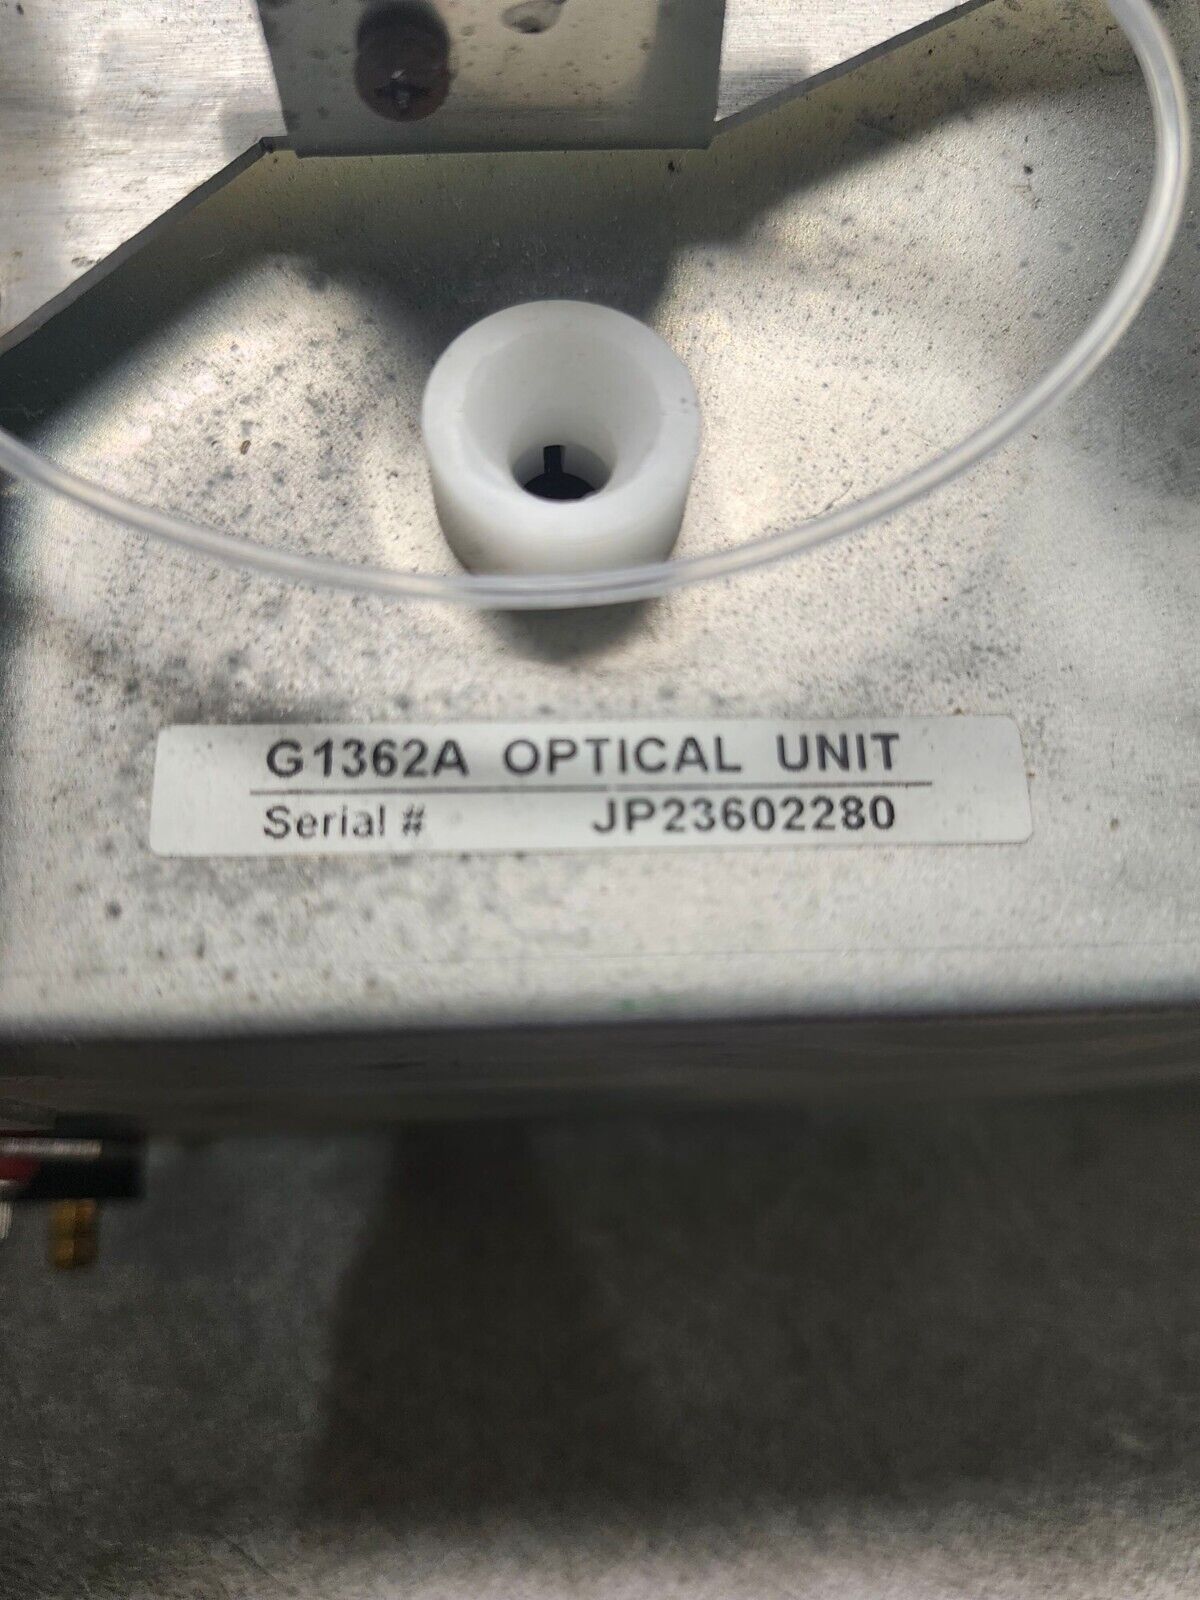 G1362A OPTICAL UNIT
Serial # JP23602280